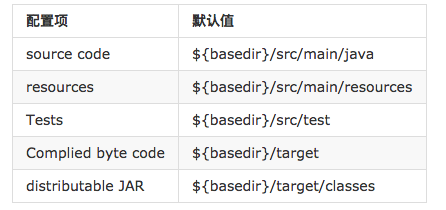 配置项 默认值
source code ${basedir}/src/main/java
resources ${basedir}/src/main/resources
Tests ${basedir}/src/test
Complied byte code ${basedir}/target
distributable JAR ${basedir}/target/classes